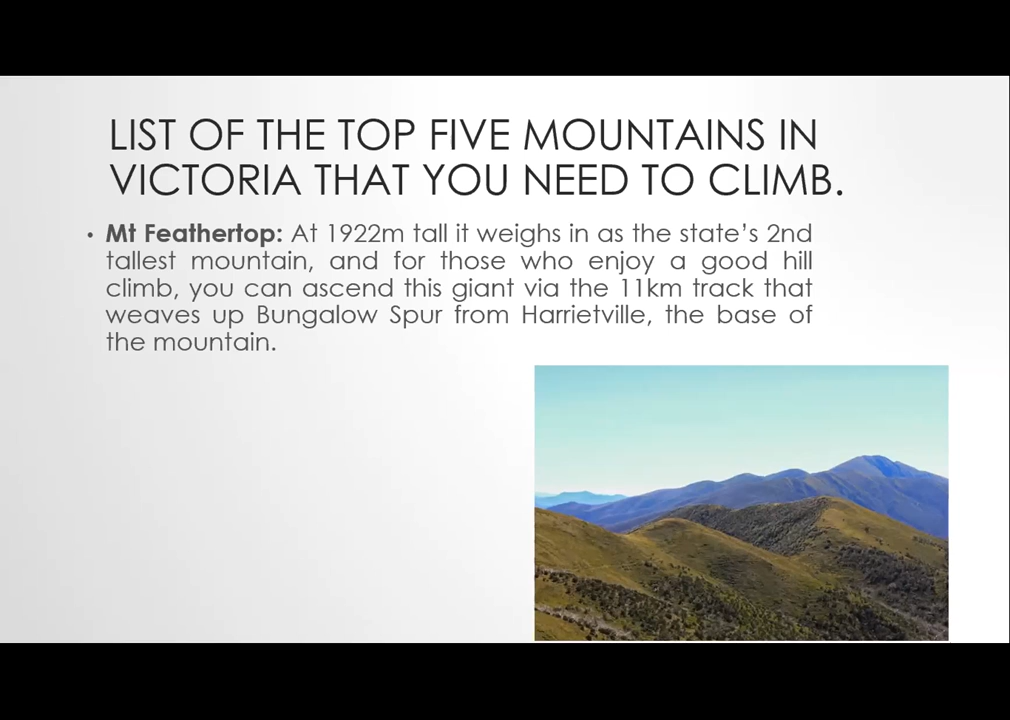 LIST OF THE TOP FIVE MOUNTAINS IN
VICTORIA THAT YOU NEED TO CLIMB.
• Mt Feathertop: At 1922m tall it weighs in as the state’s 2nd
tallest mountain, and for those who enjoy a good hill
climb, you can ascend this giant via the 11km track that
weaves up Bungalow Spur from Harrietville, the base of
the mountain.